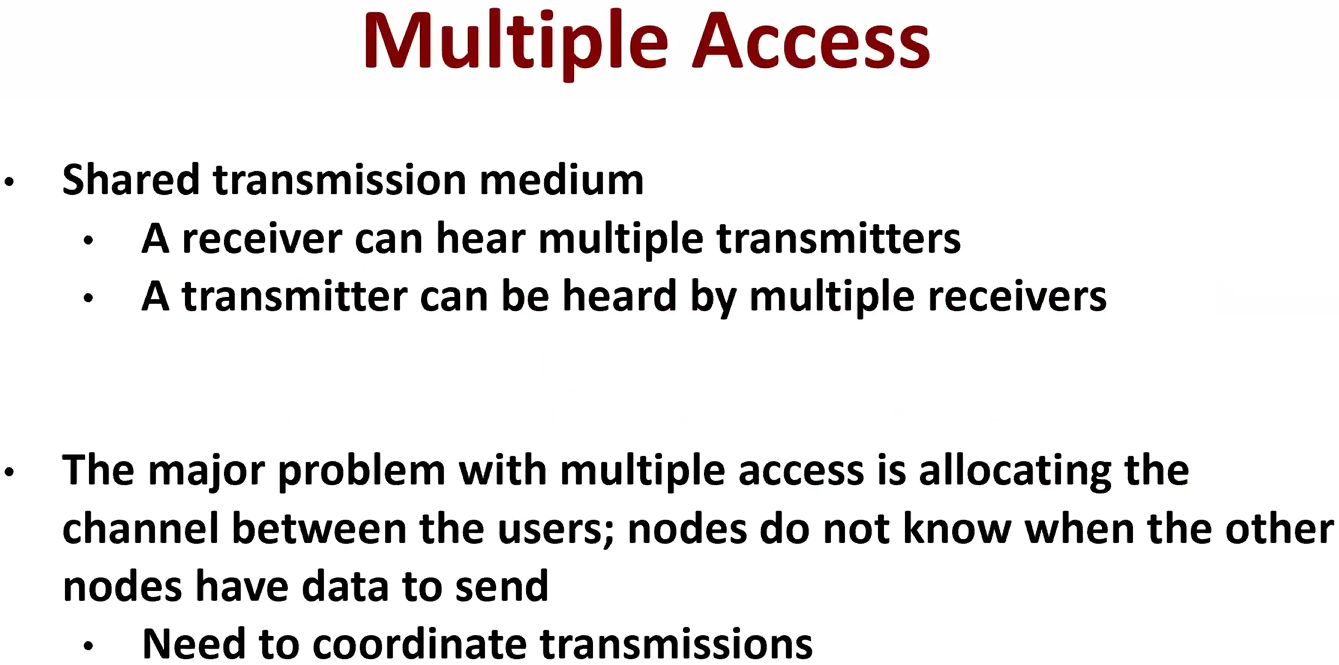 Multiple Access
• Shared transmission medium
• A receiver can hear multiple transmitters
• A transmitter can be heard by multiple receivers
• The major problem with multiple access is allocating the
channel between the users; nodes do not know when the other
nodes have data to send
• Need to coordinate transmissions